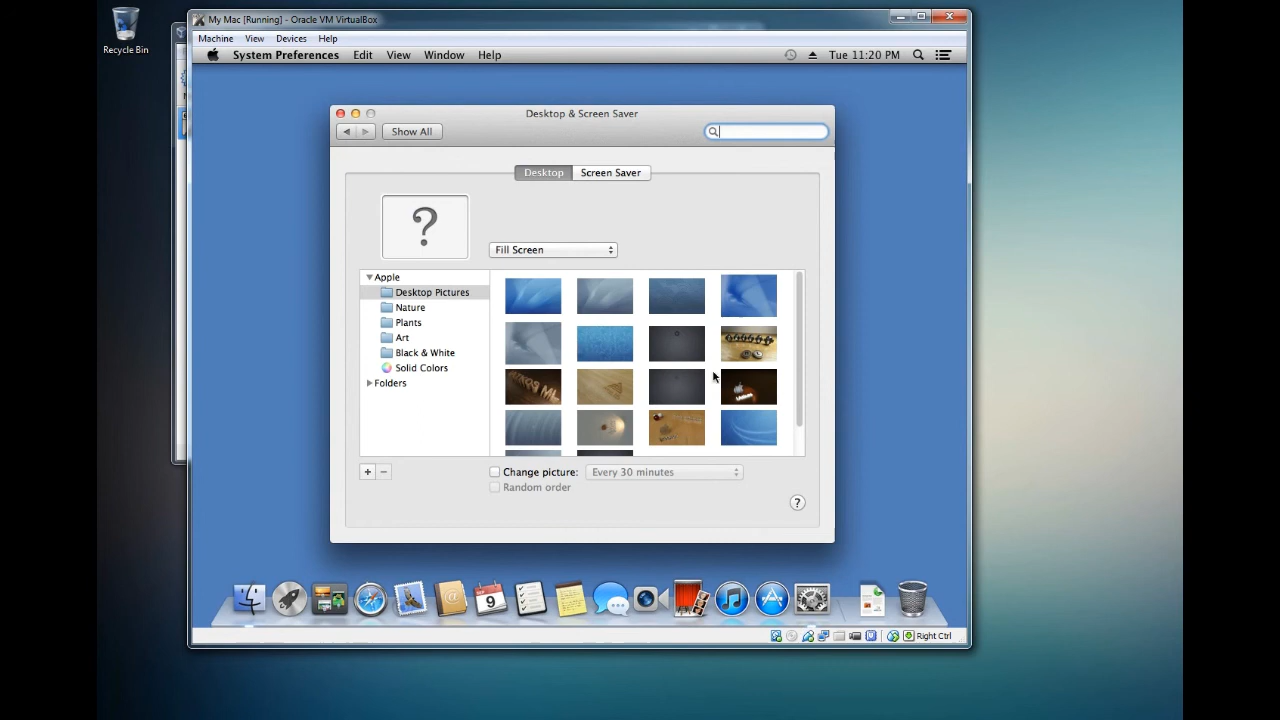 My Mac [Running] - Oracle VM VirtualBox
Recycle Bin
Machine View Devices Help
System Preferences Edit View Window Help Tue 11:20 PM
Desktop & Screen Saver
Show All
Desktop Screen Saver
?
Fill Screen
Apple
Desktop Pictures
Nature
Plants
Art
Black & White
Solid Colors
Folders
+ −
Change picture: Every 30 minutes
Random order
?
9
Right Ctrl